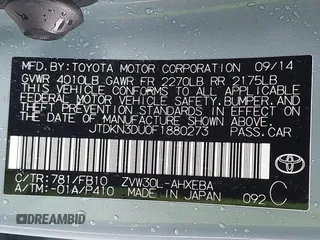 MFD.BY:TOYOTA MOTOR CORPORATION 09/14
GVWR 4010LB GAWR FR 2270LB RR 2175LB
THIS VEHICLE CONFORMS TO ALL APPLICABLE
FEDERAL MOTOR VEHICLE SAFETY, BUMPER, AND
THEFT PREVENTION STANDARDS IN EFFECT ON
THE DATE OF MANUFACTURE SHOWN ABOVE.
JTDKN3DU0F1880273 PASS.CAR
C/TR:781/FB10 ZVW30L-AHXEBA
A/TM:-01A/P410 MADE IN JAPAN 092 C
TOYOTA
DREAMBID